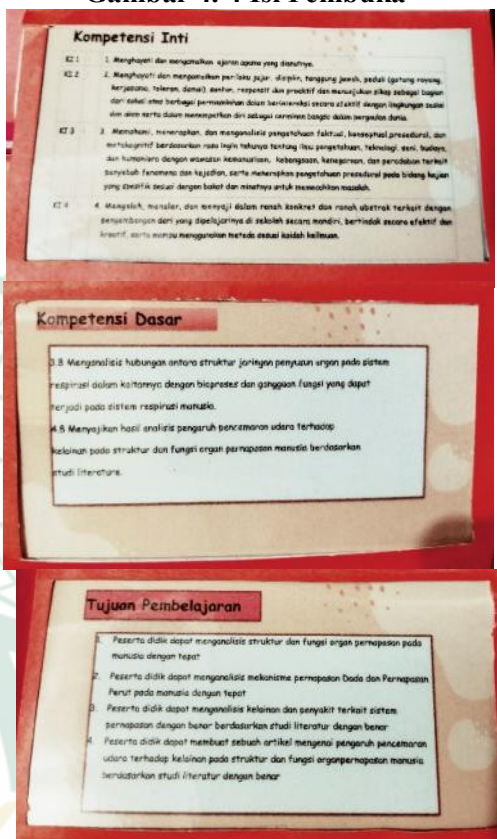 Gambar 4. 4 Isi Pembuka
Kompetensi Inti
KI 1 1. Menghayati dan mengamalkan ajaran agama yang dianutnya.
KI 2 2. Menghayati dan mengamalkan perilaku jujur, disiplin, tanggung jawab, peduli (gotong royong,
kerjasama, toleran, damai), santun, responsif dan proaktif dan menunjukan sikap sebagai bagian
dari solusi atas berbagai permasalahan dalam berinteraksi secara efektif dengan lingkungan sosial
dan alam serta dalam menempatkan diri sebagai cerminan bangsa dalam pergaulan dunia.
KI 3 3. Memahami, menerapkan, dan menganalisis pengetahuan faktual, konseptual prosedural, dan
metakognitif berdasarkan rasa ingin tahunya tentang ilmu pengetahuan, teknologi, seni, budaya,
dan humaniora dengan wawasan kemanusiaan, kebangsaan, kenegaraan, dan peradaban terkait
penyebab fenomena dan kejadian, serta menerapkan pengetahuan prosedural pada bidang kajian
yang spesifik sesuai dengan bakat dan minatnya untuk memecahkan masalah.
KI 4 4. Mengolah, menalar, dan menyaji dalam ranah konkret dan ranah abstrak terkait dengan
pengembangan dari yang dipelajarinya di sekolah secara mandiri, bertindak secara efektif dan
kreatif, serta mampu menggunakan metoda sesuai kaidah keilmuan.
Kompetensi Dasar
3.8 Menganalisis hubungan antara struktur jaringan penyusun organ pada sistem
respirasi dalam kaitannya dengan bioproses dan gangguan fungsi yang dapat
terjadi pada sistem respirasi manusia.
4.8 Menyajikan hasil analisis pengaruh pencemaran udara terhadap
kelainan pada struktur dan fungsi organ pernapasan manusia berdasarkan
studi literature.
Tujuan Pembelajaran
1. Peserta didik dapat menganalisis struktur dan fungsi organ pernapasan pada
manusia dengan tepat
2. Peserta didik dapat menganalisis mekanisme pernapasan Dada dan Pernapasan
Perut pada manusia dengan tepat
3. Peserta didik dapat menganalisis kelainan dan penyakit terkait sistem
pernapasan dengan benar berdasarkan studi literatur dengan benar
4. Peserta didik dapat membuat sebuah artikel mengenai pengaruh pencemaran
udara terhadap kelainan pada struktur dan fungsi organpernapasan manusia
berdasarkan studi literatur dengan benar